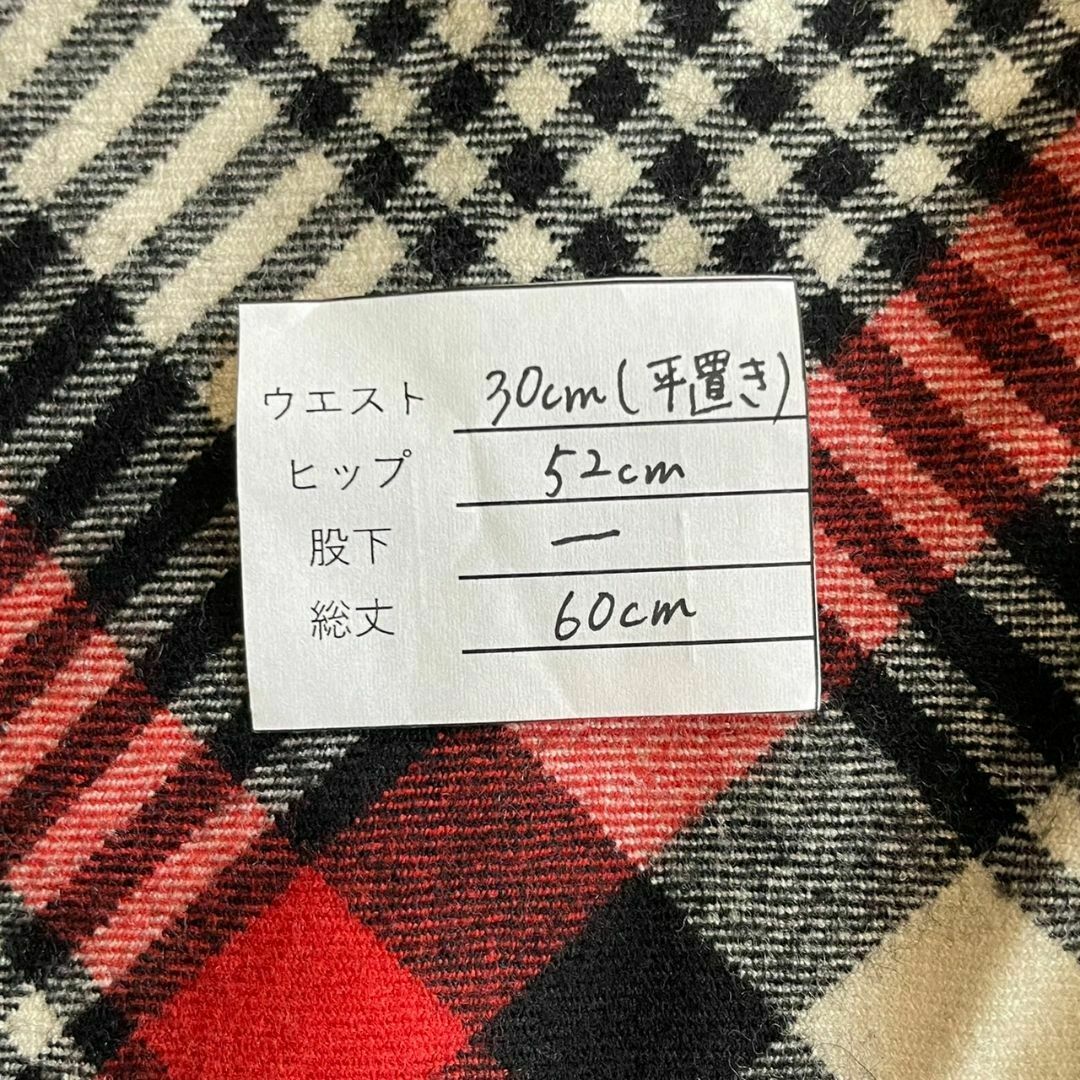 ウエスト 30cm(平置き)
ヒップ 52cm
股下 ー
総丈 60cm